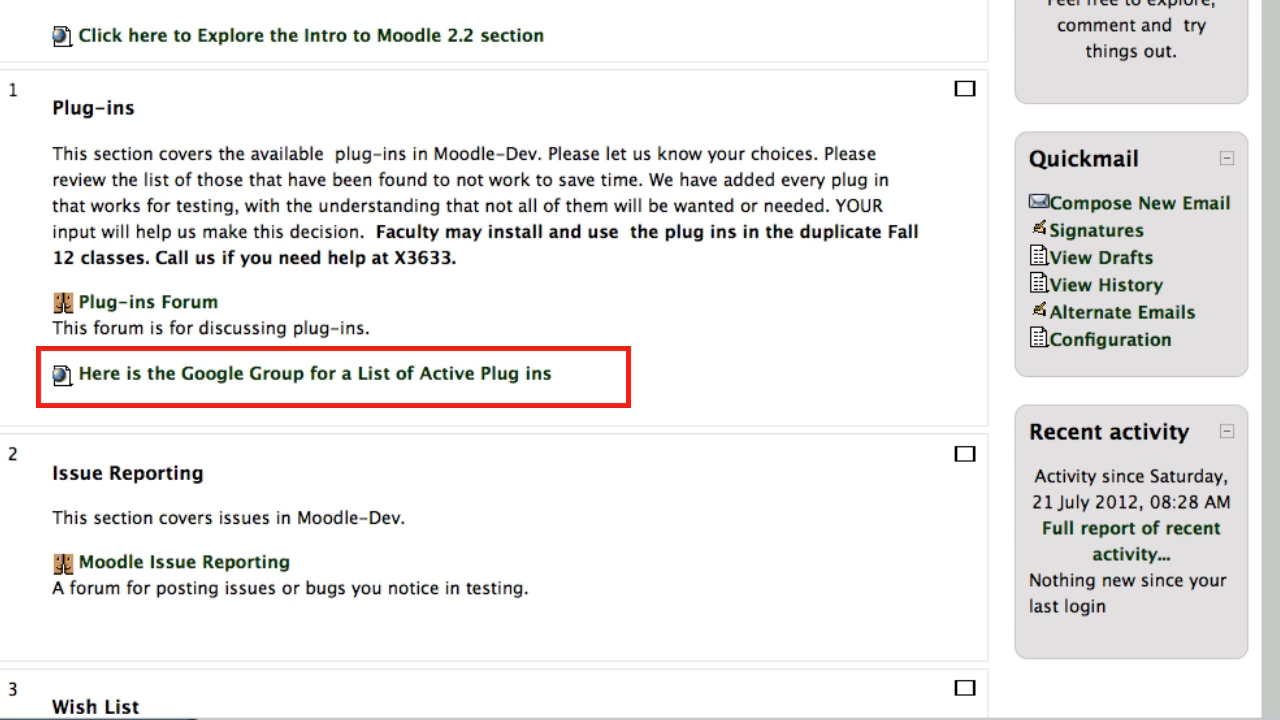 Click here to Explore the Intro to Moodle 2.2 section
1
Plug-ins
This section covers the available plug-ins in Moodle-Dev. Please let us know your choices. Please
review the list of those that have been found to not work to save time. We have added every plug in
that works for testing, with the understanding that not all of them will be wanted or needed. YOUR
input will help us make this decision. Faculty may install and use the plug ins in the duplicate Fall
12 classes. Call us if you need help at X3633.
Plug-ins Forum
This forum is for discussing plug-ins.
Here is the Google Group for a List of Active Plug ins
2
Issue Reporting
This section covers issues in Moodle-Dev.
Moodle Issue Reporting
A forum for posting issues or bugs you notice in testing.
3
Wish List
Feel free to explore,
comment and try
things out.
Quickmail
Compose New Email
Signatures
View Drafts
View History
Alternate Emails
Configuration
Recent activity
Activity since Saturday,
21 July 2012, 08:28 AM
Full report of recent
activity...
Nothing new since your
last login